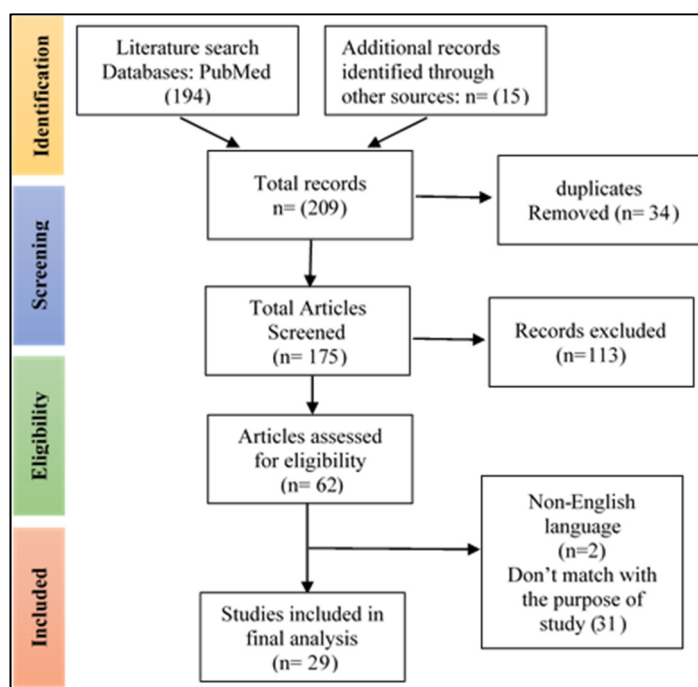 Identification
Literature search
Databases: PubMed
(194)
Additional records
identified through
other sources: n= (15)
Total records
n= (209)
duplicates
Removed (n= 34)
Screening
Total Articles
Screened
(n= 175)
Records excluded
(n=113)
Eligibility
Articles assessed
for eligibility
(n= 62)
Non-English
language
(n=2)
Don’t match with
the purpose of
study (31)
Included
Studies included in
final analysis
(n= 29)